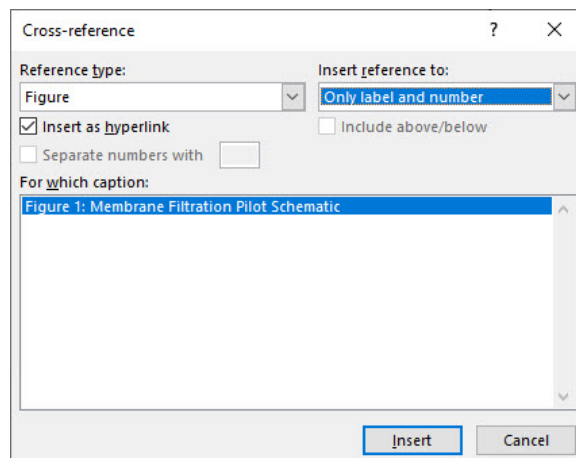 Cross-reference ?
Reference type:
Insert reference to:
Figure
Only label and number
Insert as hyperlink
Include above/below
Separate numbers with
For which caption:
Figure 1: Membrane Filtration Pilot Schematic
Insert
Cancel